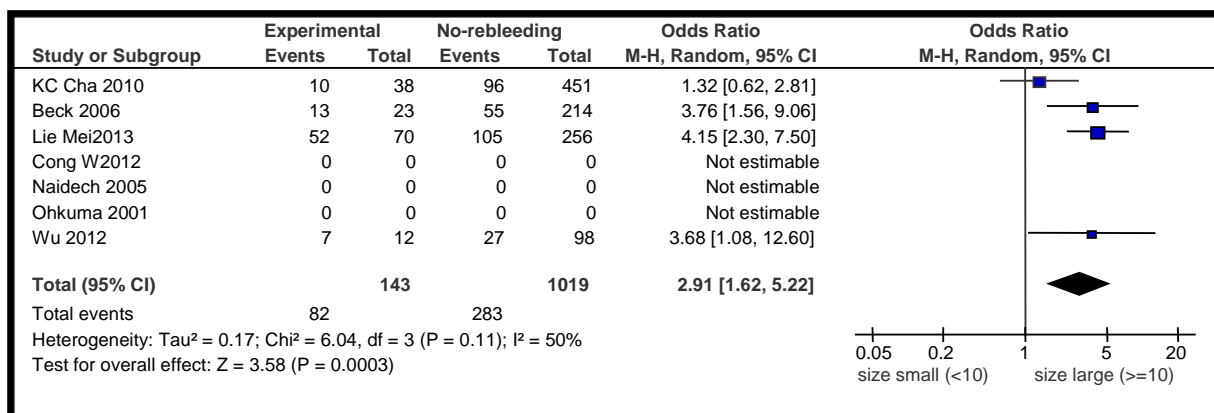 Experimental No-rebleeding Odds Ratio Odds Ratio
Study or Subgroup Events Total Events Total M-H, Random, 95% CI M-H, Random, 95% CI
KC Cha 2010 10 38 96 451 1.32 [0.62, 2.81]
Beck 2006 13 23 55 214 3.76 [1.56, 9.06]
Lie Mei2013 52 70 105 256 4.15 [2.30, 7.50]
Cong W2012 0 0 0 0 Not estimable
Naidech 2005 0 0 0 0 Not estimable
Ohkuma 2001 0 0 0 0 Not estimable
Wu 2012 7 12 27 98 3.68 [1.08, 12.60]
Total (95% CI) 143 1019 2.91 [1.62, 5.22]
Total events 82 283
Heterogeneity: Tau² = 0.17; Chi² = 6.04, df = 3 (P = 0.11); I² = 50%
Test for overall effect: Z = 3.58 (P = 0.0003)
0.05 0.2 1 5 20
size small (<10) size large (>=10)